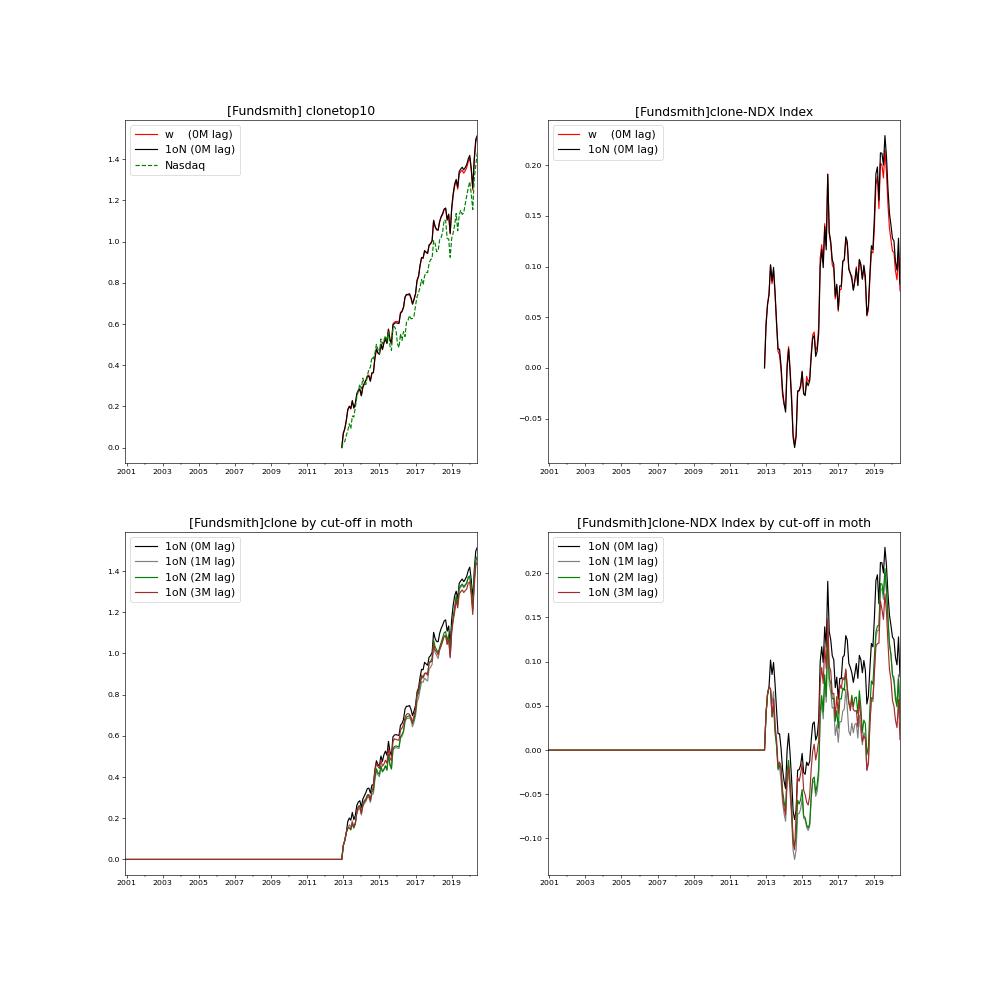 [Fundsmith] clonetop10
w    (0M lag)
1oN (0M lag)
Nasdaq
1.4
1.2
1.0
0.8
0.6
0.4
0.2
0.0
2001 2003 2005 2007 2009 2011 2013 2015 2017 2019
[Fundsmith]clone-NDX Index
w    (0M lag)
1oN (0M lag)
0.20
0.15
0.10
0.05
0.00
−0.05
2001 2003 2005 2007 2009 2011 2013 2015 2017 2019
[Fundsmith]clone by cut-off in moth
1oN (0M lag)
1oN (1M lag)
1oN (2M lag)
1oN (3M lag)
1.4
1.2
1.0
0.8
0.6
0.4
0.2
0.0
2001 2003 2005 2007 2009 2011 2013 2015 2017 2019
[Fundsmith]clone-NDX Index by cut-off in moth
1oN (0M lag)
1oN (1M lag)
1oN (2M lag)
1oN (3M lag)
0.20
0.15
0.10
0.05
0.00
−0.05
−0.10
2001 2003 2005 2007 2009 2011 2013 2015 2017 2019